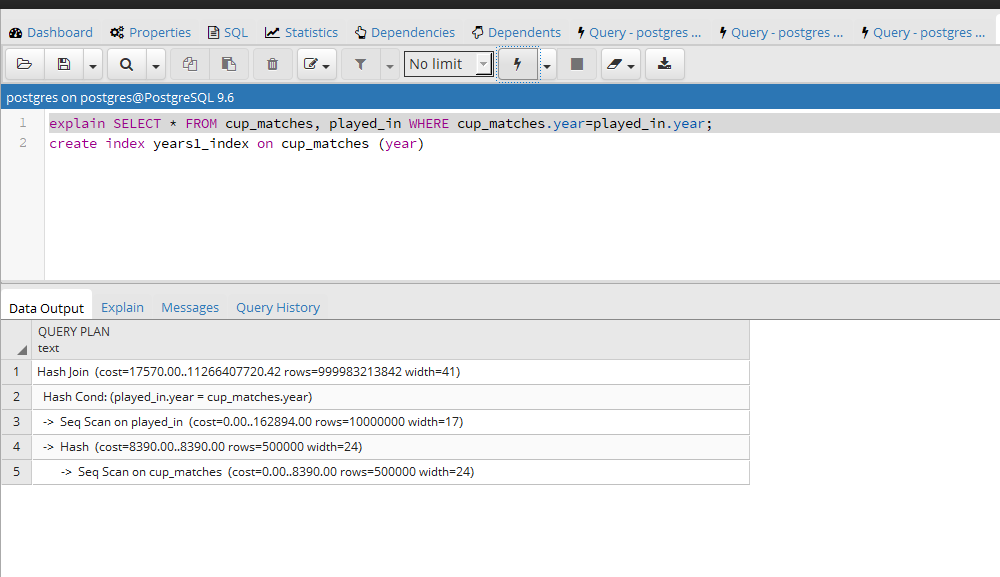 Dashboard Properties SQL Statistics Dependencies Dependents Query - postgres ... Query - postgres ... Query - postgres ...
No limit
postgres on postgres@PostgreSQL 9.6
1 explain SELECT * FROM cup_matches, played_in WHERE cup_matches.year=played_in.year;
2 create index years1_index on cup_matches (year)
Data Output Explain Messages Query History
QUERY PLAN
text
1 Hash Join (cost=17570.00..11266407720.42 rows=999983213842 width=41)
2 Hash Cond: (played_in.year = cup_matches.year)
3 -> Seq Scan on played_in (cost=0.00..162894.00 rows=10000000 width=17)
4 -> Hash (cost=8390.00..8390.00 rows=500000 width=24)
5 -> Seq Scan on cup_matches (cost=0.00..8390.00 rows=500000 width=24)